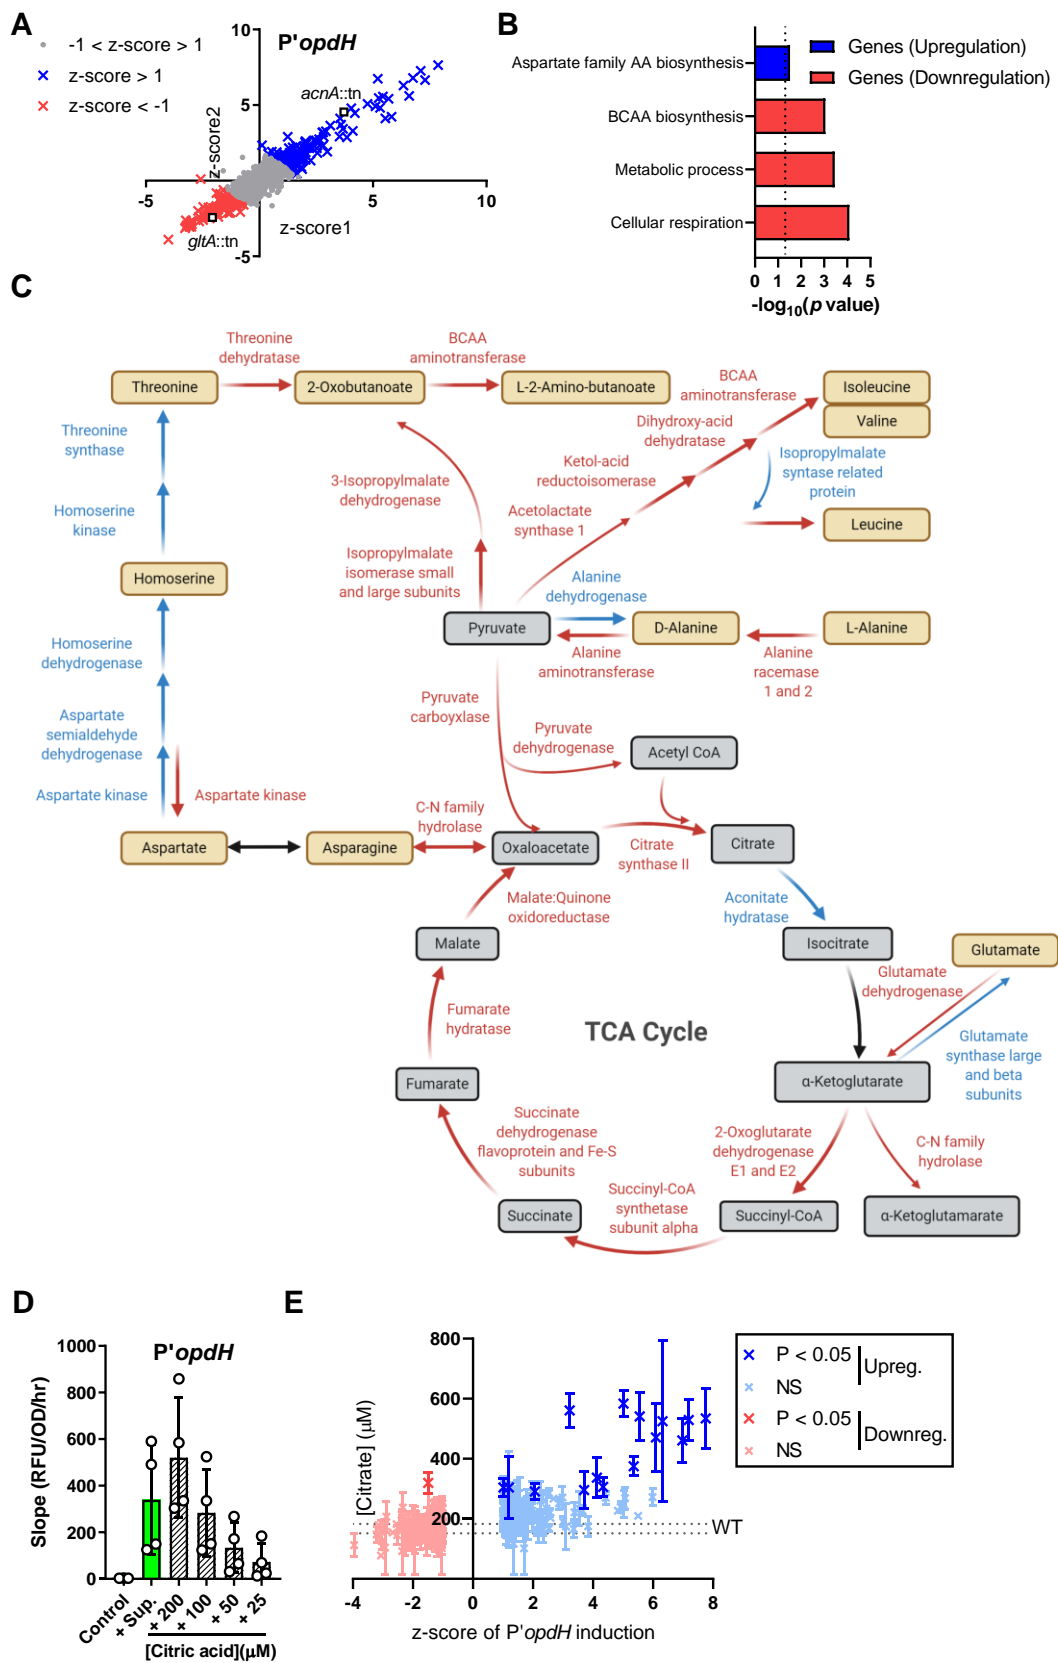 A
-1 < z-score > 1
z-score > 1
z-score < -1
P'opdH
10
5
-5
-5
5
10
z-score2
z-score1
acnA::tn
gltA::tn
B
Genes (Upregulation)
Genes (Downregulation)
Aspartate family AA biosynthesis
BCAA biosynthesis
Metabolic process
Cellular respiration
0 1 2 3 4 5
-log10(p value)
C
Threonine
dehydratase
BCAA
aminotransferase
Threonine
2-Oxobutanoate
L-2-Amino-butanoate
BCAA
aminotransferase
Isoleucine
Valine
Threonine
synthase
Dihydroxy-acid
dehydratase
Isopropylmalate
syntase related
protein
Ketol-acid
reductoisomerase
3-Isopropylmalate
dehydrogenase
Acetolactate
synthase 1
Leucine
Homoserine
kinase
Isopropylmalate
isomerase small
and large subunits
Homoserine
Alanine
dehydrogenase
Pyruvate
D-Alanine
L-Alanine
Alanine
aminotransferase
Alanine
racemase
1 and 2
Homoserine
dehydrogenase
Pyruvate
carboyxlase
Aspartate
semialdehyde
dehydrogenase
Pyruvate
dehydrogenase
Acetyl CoA
Aspartate kinase
Aspartate kinase
C-N family
hydrolase
Aspartate
Asparagine
Oxaloacetate
Citrate
synthase II
Citrate
Malate:Quinone
oxidoreductase
Aconitate
hydratase
Malate
Isocitrate
Glutamate
Glutamate
dehydrogenase
Fumarate
hydratase
TCA Cycle
Glutamate
synthase large
and beta
subunits
Fumarate
α-Ketoglutarate
Succinate
dehydrogenase
flavoprotein and Fe-S
subunits
2-Oxoglutarate
dehydrogenase
E1 and E2
C-N family
hydrolase
Succinyl-CoA
synthetase
subunit alpha
Succinate
Succinyl-CoA
α-Ketoglutamarate
D
P'opdH
Slope (RFU/OD/hr)
1000
800
600
400
200
0
Control
+ Sup.
+ 200
+ 100
+ 50
+ 25
[Citric acid](μM)
E
[Citrate] (μM)
800
600
400
200
WT
-4 -2 0 2 4 6 8
z-score of P'opdH induction
P < 0.05
NS
Upreg.
P < 0.05
NS
Downreg.